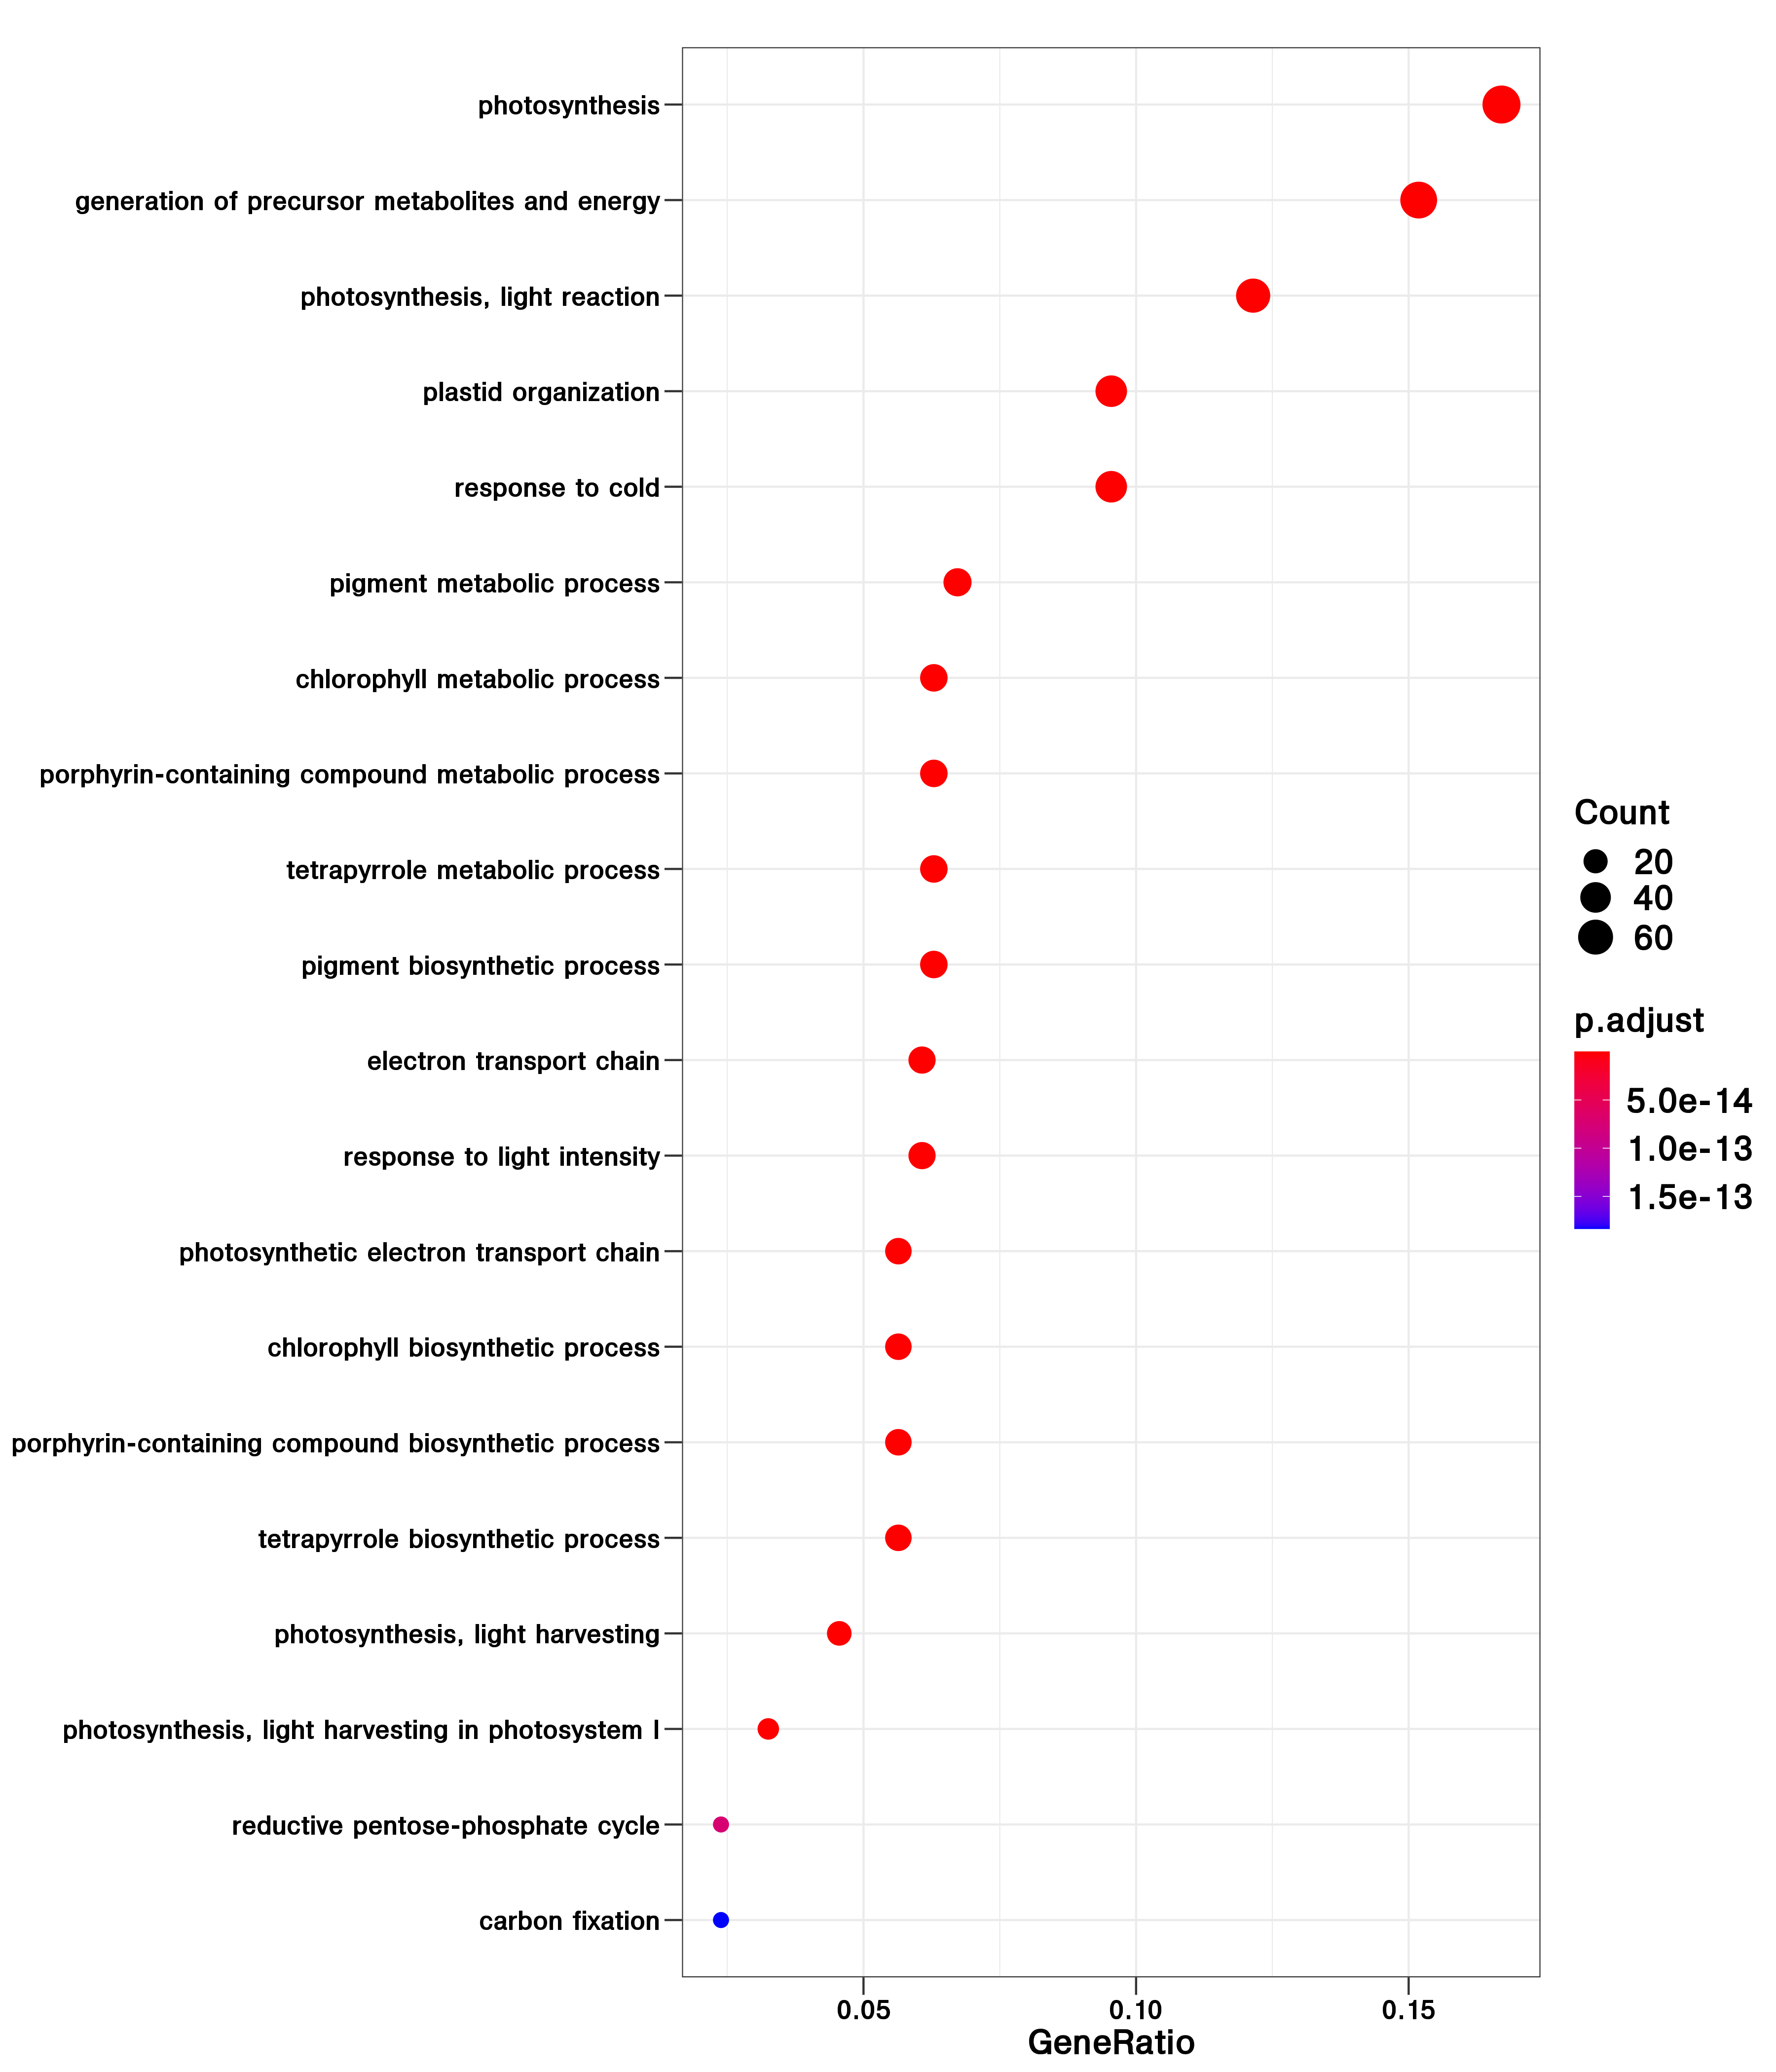 photosynthesis
generation of precursor metabolites and energy
photosynthesis, light reaction
plastid organization
response to cold
pigment metabolic process
chlorophyll metabolic process
porphyrin-containing compound metabolic process
tetrapyrrole metabolic process
pigment biosynthetic process
electron transport chain
response to light intensity
photosynthetic electron transport chain
chlorophyll biosynthetic process
porphyrin-containing compound biosynthetic process
tetrapyrrole biosynthetic process
photosynthesis, light harvesting
photosynthesis, light harvesting in photosystem I
reductive pentose-phosphate cycle
carbon fixation
0.05 0.10 0.15
GeneRatio
Count
20
40
60
p.adjust
5.0e-14
1.0e-13
1.5e-13